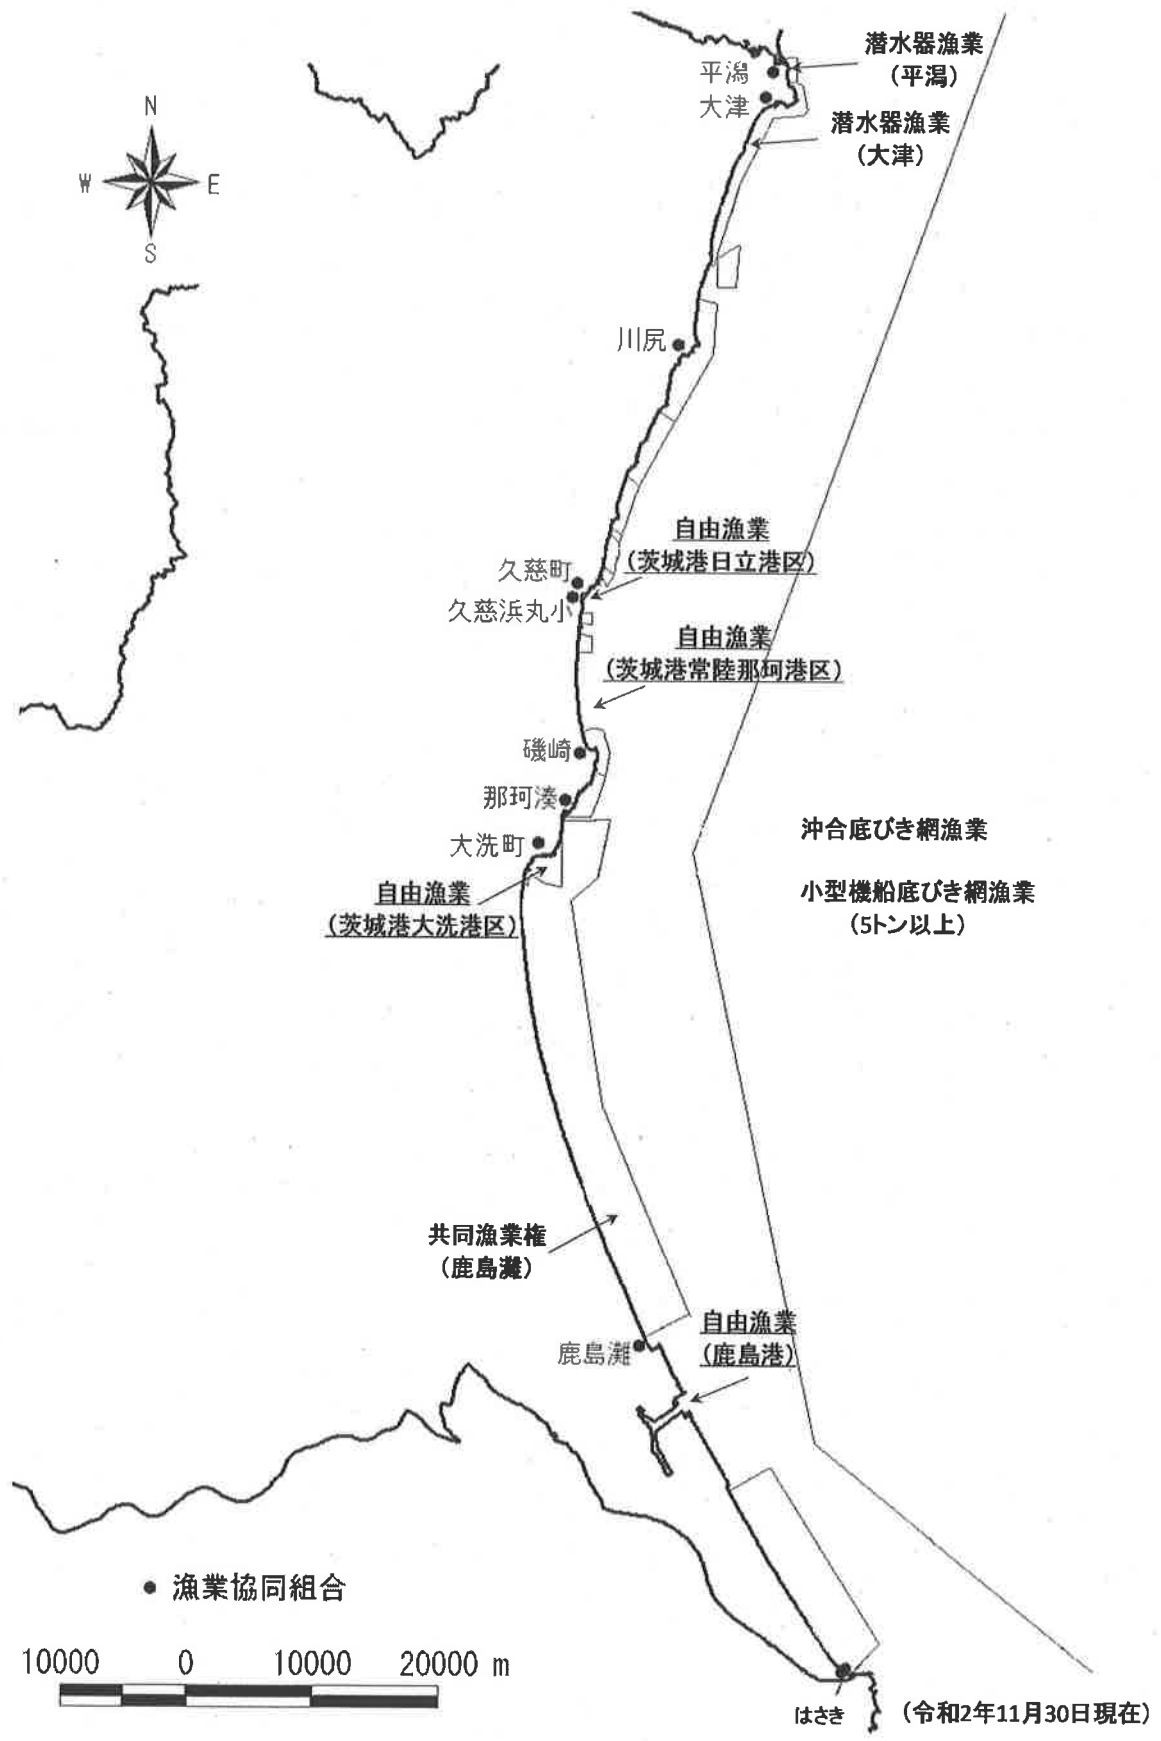 潜水器漁業
(平潟)
平潟
大津
潜水器漁業
(大津)
N
W
E
S
川尻
自由漁業
(茨城港日立港区)
久慈町
久慈浜丸小
自由漁業
(茨城港常陸那珂港区)
磯崎
那珂湊
大洗町
沖合底びき網漁業
小型機船底びき網漁業
(5トン以上)
自由漁業
(茨城港大洗港区)
共同漁業権
(鹿島灘)
自由漁業
(鹿島港)
鹿島灘
● 漁業協同組合
10000 0 10000 20000 m
はさき
(令和2年11月30日現在)